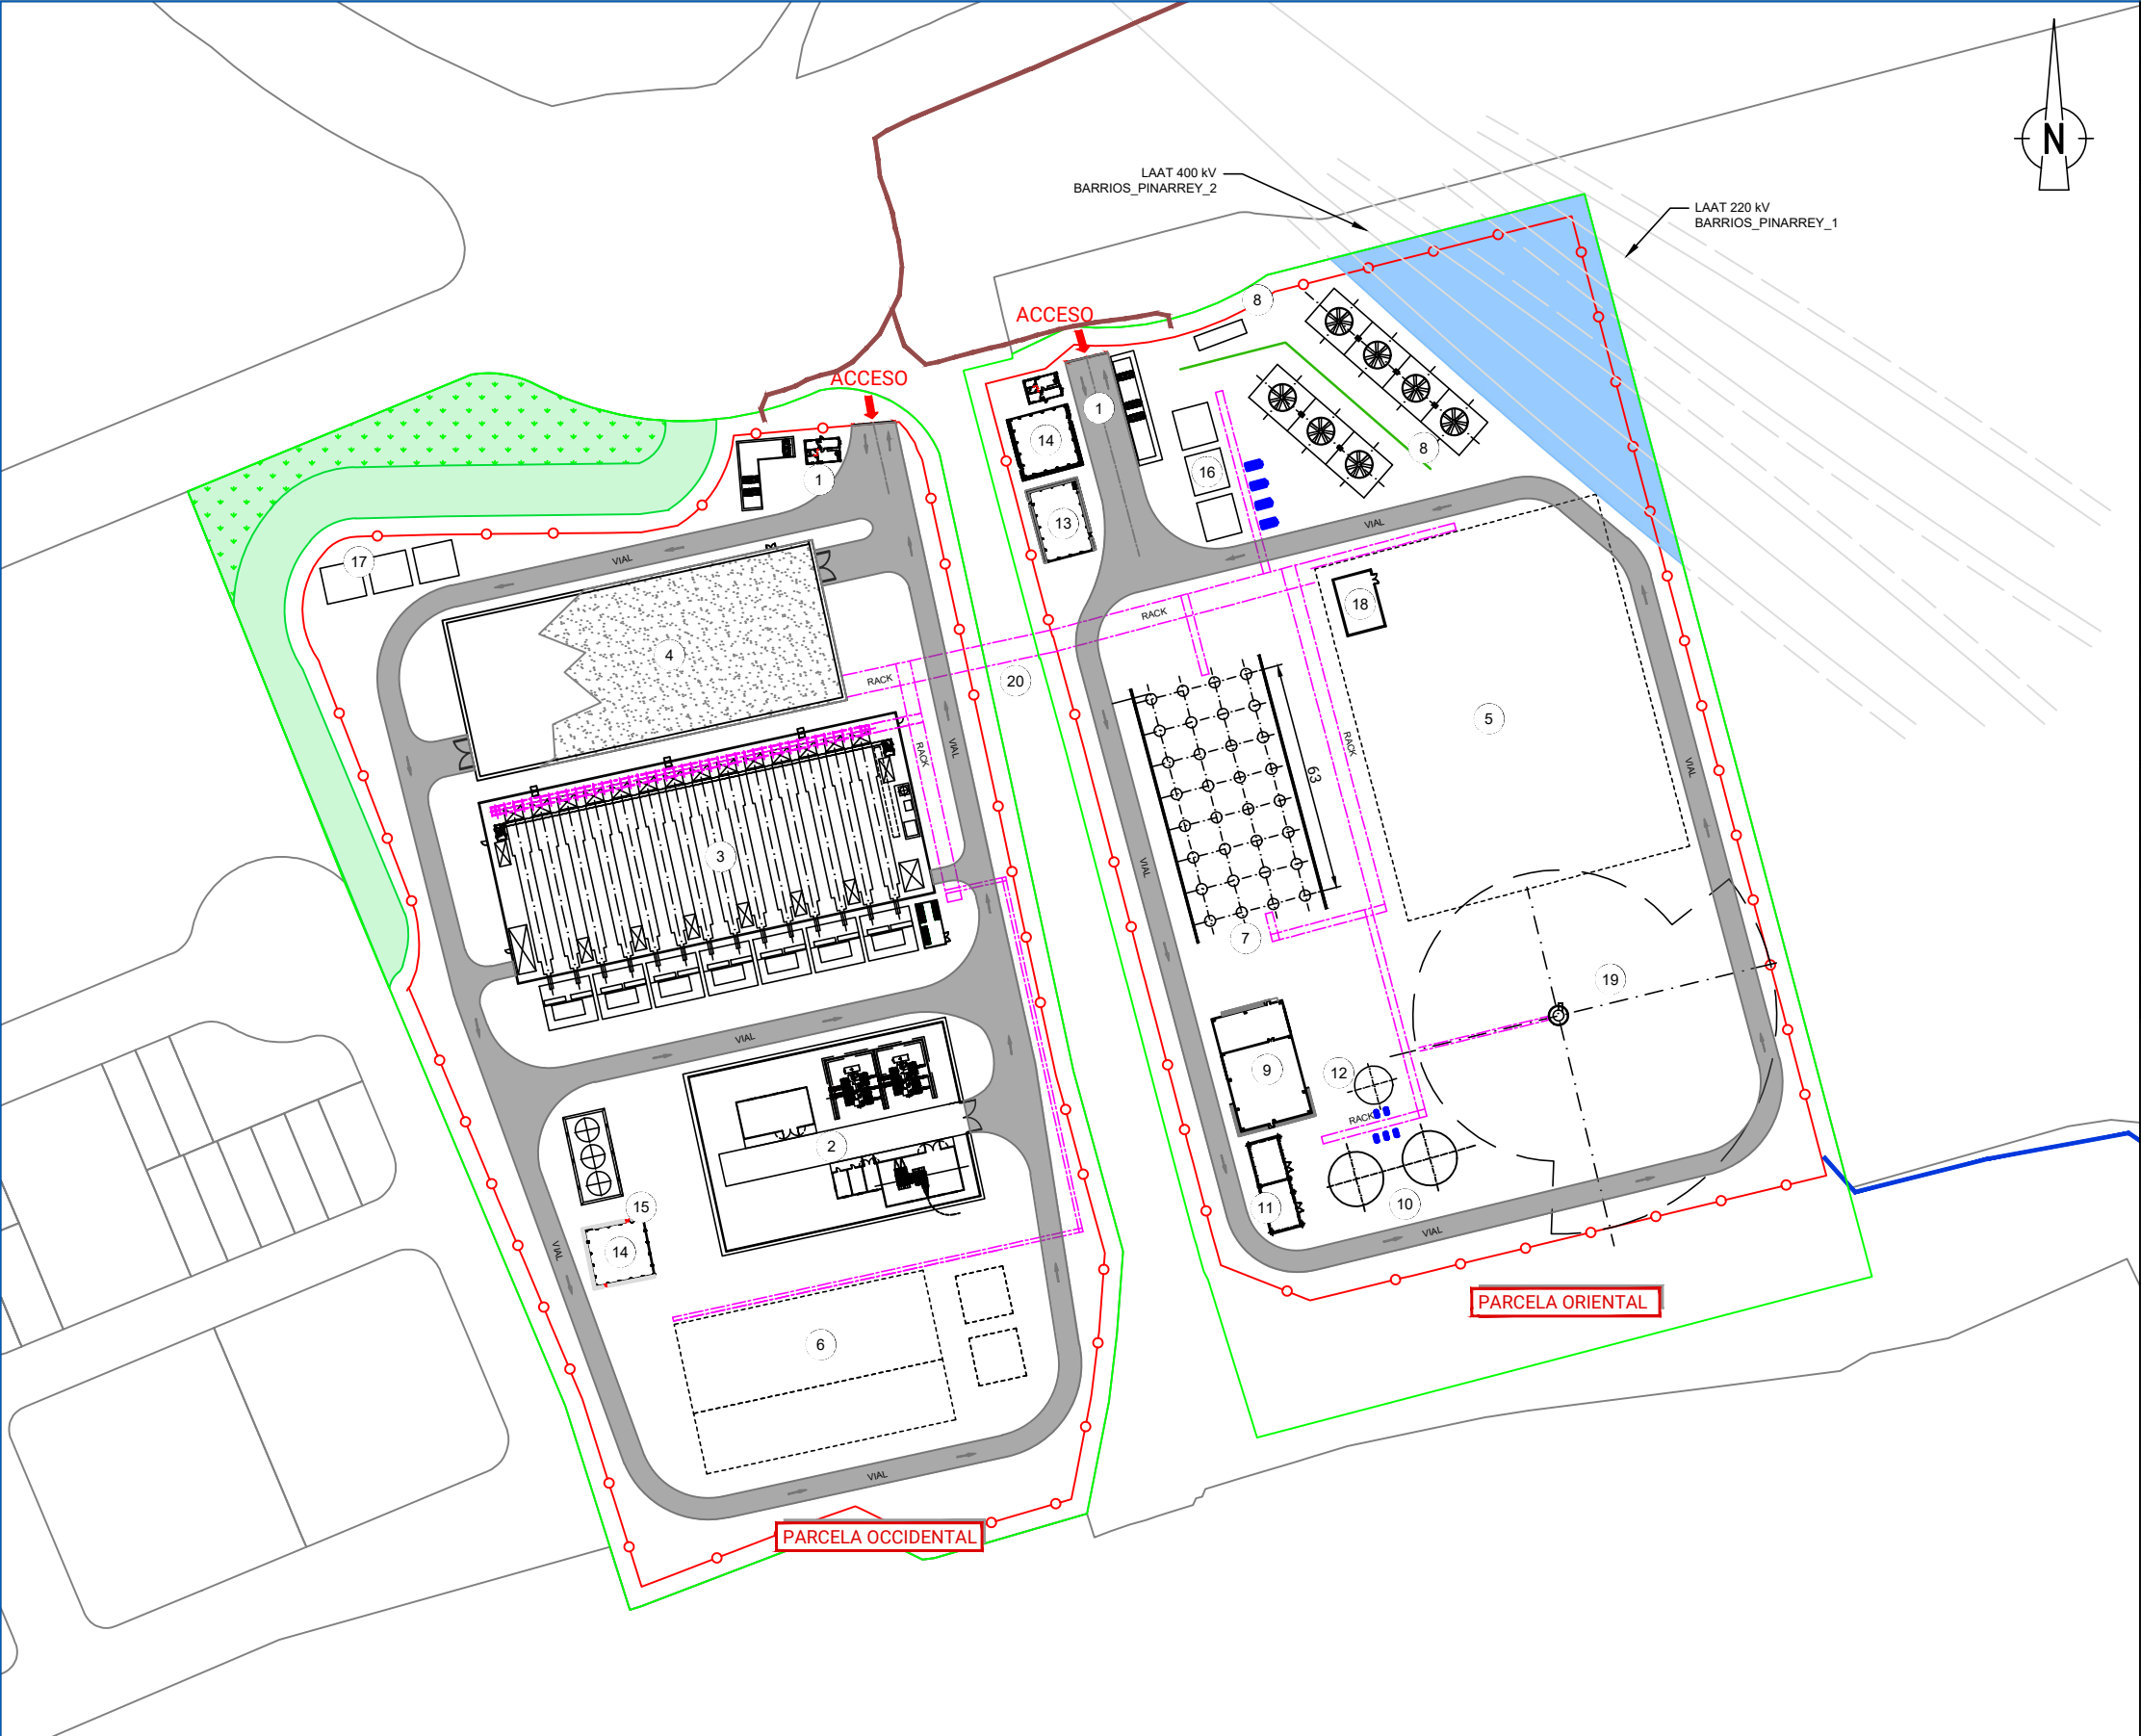 N
LAAT 400 kV
BARRIOS_PINARREY_2
LAAT 220 kV
BARRIOS_PINARREY_1
8
ACCESO
ACCESO
1
14
8
16
1
13
VIAL
17
VIAL
18
RACK
4
RACK
20
5
RACK
VIAL
RACK
VIAL
63
3
VIAL
7
19
VIAL
9
12
RACK
2
15
11
10
VIAL
14
VIAL
PARCELA ORIENTAL
6
VIAL
PARCELA OCCIDENTAL